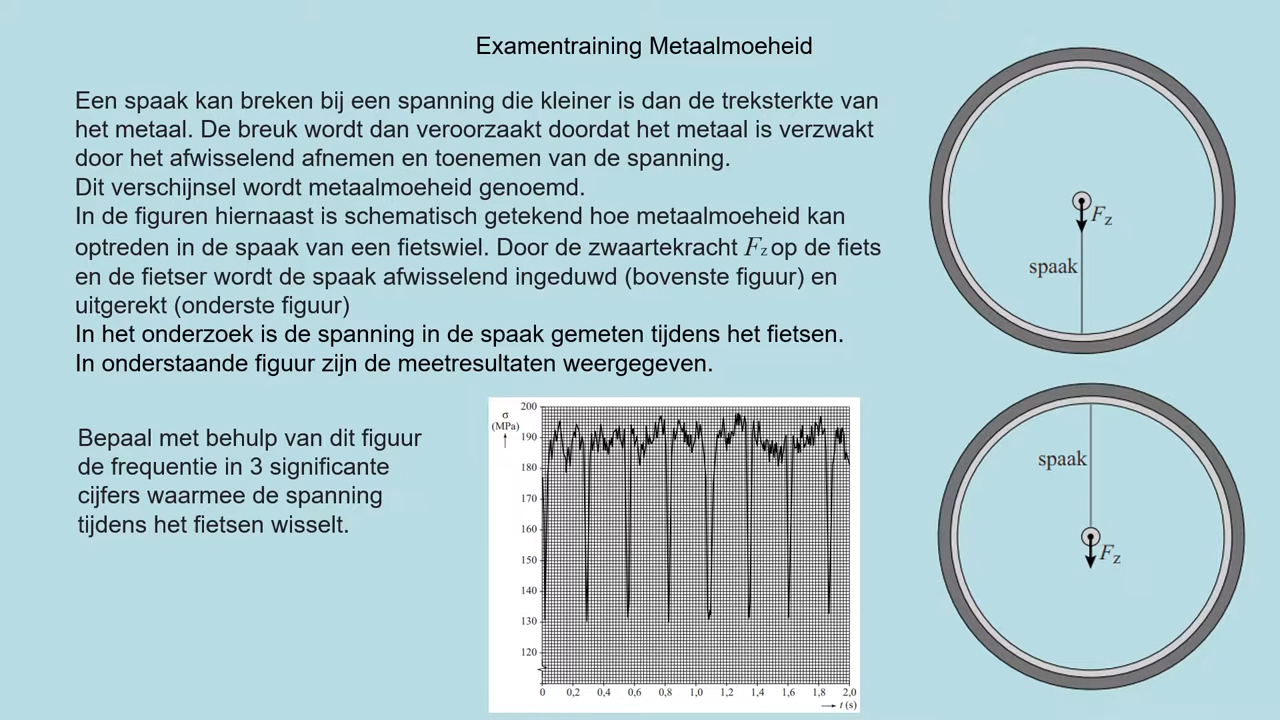 Examentraining Metaalmoeheid
Een spaak kan breken bij een spanning die kleiner is dan de treksterkte van
het metaal. De breuk wordt dan veroorzaakt doordat het metaal is verzwakt
door het afwisselend afnemen en toenemen van de spanning.
Dit verschijnsel wordt metaalmoeheid genoemd.
In de figuren hiernaast is schematisch getekend hoe metaalmoeheid kan
optreden in de spaak van een fietswiel. Door de zwaartekracht Fz op de fiets
en de fietser wordt de spaak afwisselend ingeduwd (bovenste figuur) en
uitgerekt (onderste figuur)
In het onderzoek is de spanning in de spaak gemeten tijdens het fietsen.
In onderstaande figuur zijn de meetresultaten weergegeven.
Bepaal met behulp van dit figuur
de frequentie in 3 significante
cijfers waarmee de spanning
tijdens het fietsen wisselt.
σ
(MPa)
200
190
180
170
160
150
140
130
120
0 0,2 0,4 0,6 0,8 1,0 1,2 1,4 1,6 1,8 2,0
t (s)
Fz
spaak
spaak
Fz